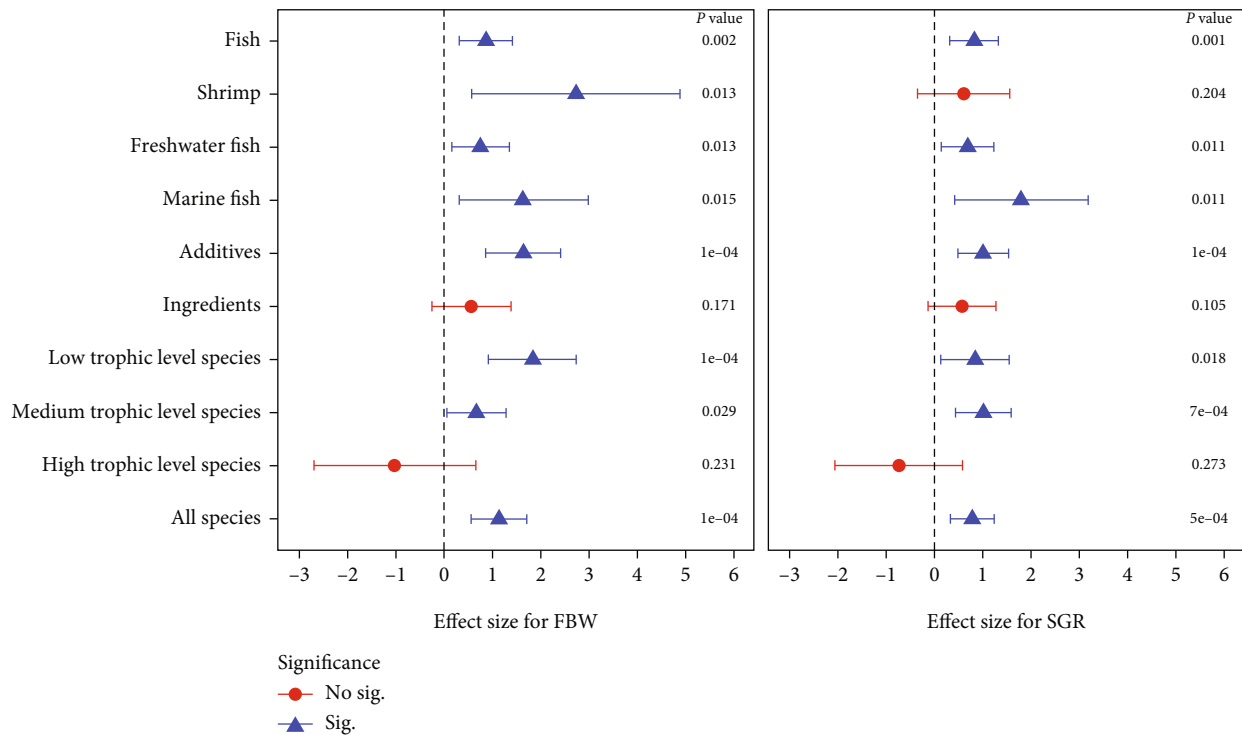 P value P value
Fish 0.002 0.001
Shrimp 0.013 0.204
Freshwater fish 0.013 0.011
Marine fish 0.015 0.011
Additives 1e–04 1e-04
Ingredients 0.171 0.105
Low trophic level species 1e–04 0.018
Medium trophic level species 0.029 7e–04
High trophic level species 0.231 0.273
All species 1e–04 5e–04
–3 –2 –1 0 1 2 3 4 5 6 –3 –2 –1 0 1 2 3 4 5 6
Effect size for FBW Effect size for SGR
Significance
No sig.
Sig.